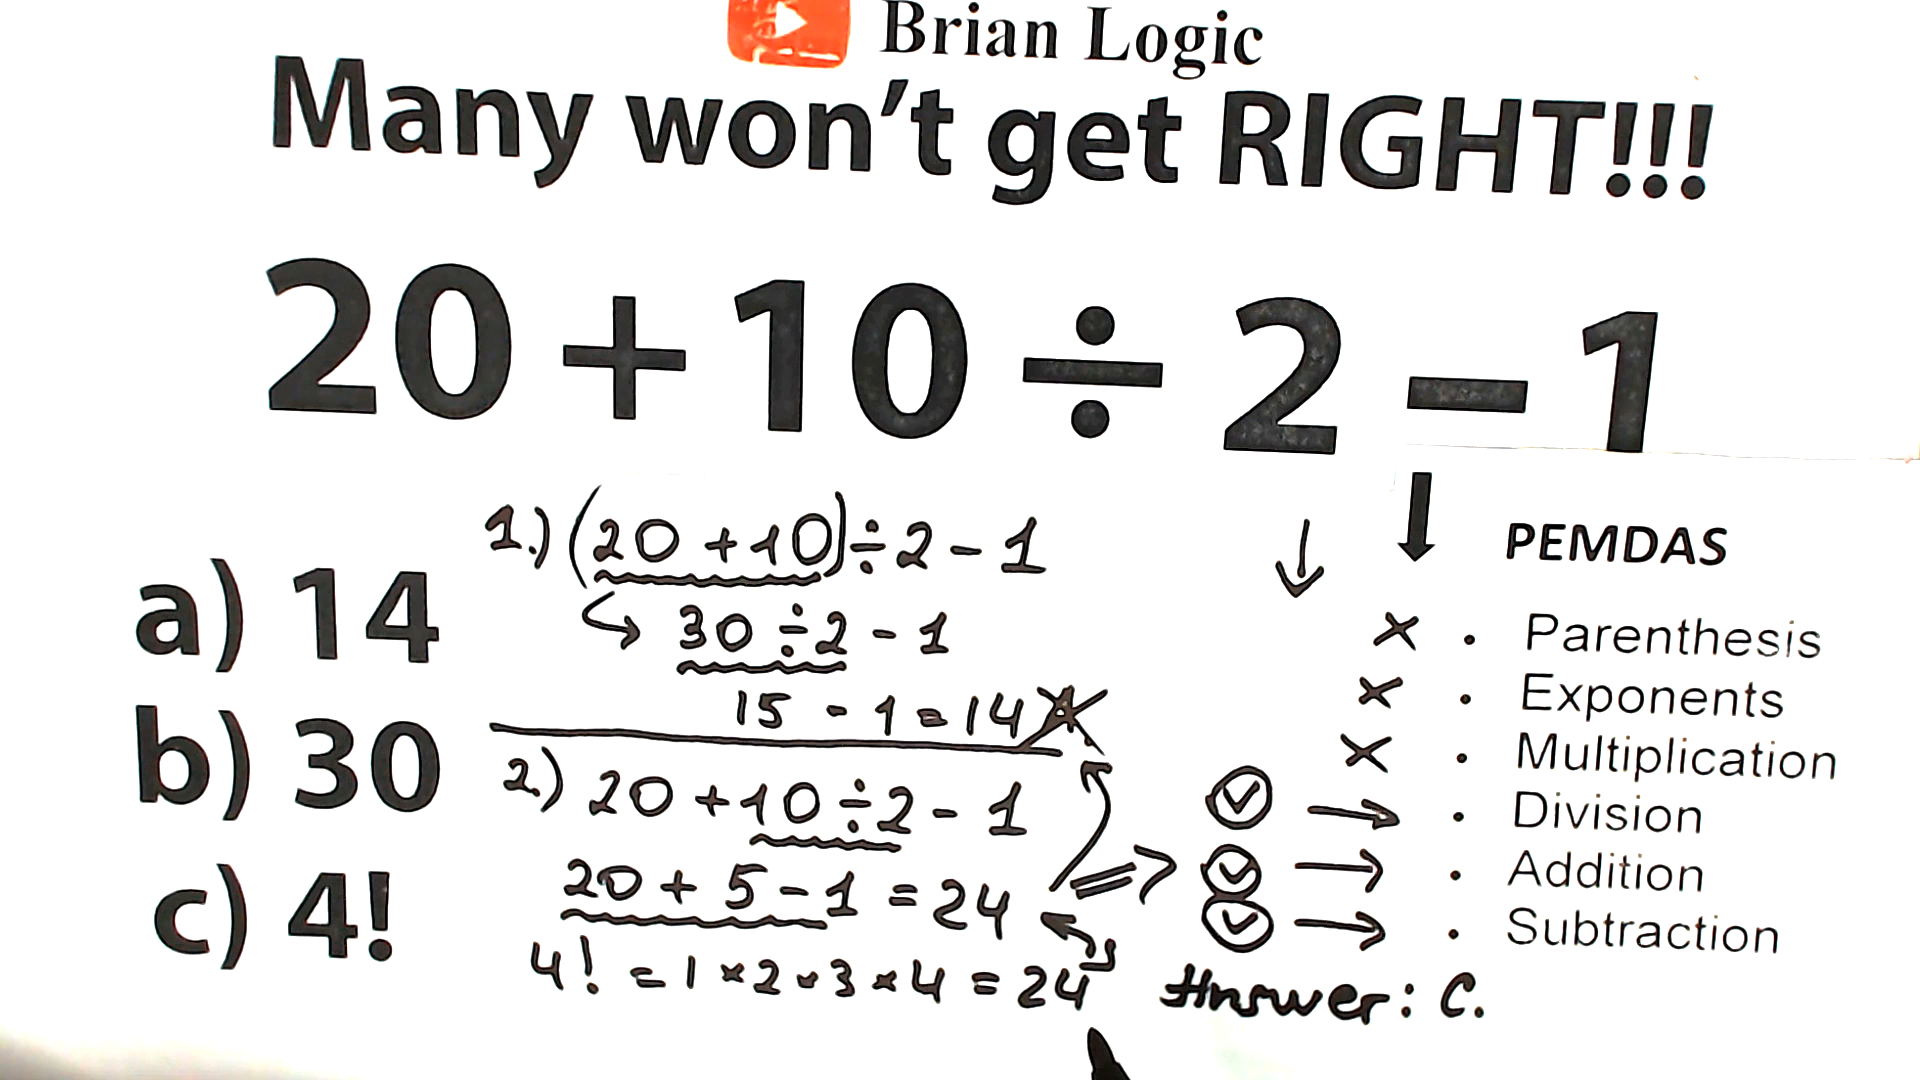 Brian Logic
Many won't get RIGHT!!!
20 + 10 ÷ 2 – 1
a) 14
b) 30
c) 4!
1.) (20 + 10) ÷ 2 - 1
30 ÷ 2 - 1
15 - 1 = 14
2.) 20 + 10 ÷ 2 - 1
20 + 5 - 1 = 24
4! = 1 × 2 × 3 × 4 = 24
PEMDAS
× • Parenthesis
× • Exponents
× • Multiplication
• Division
• Addition
• Subtraction
Answer: C.